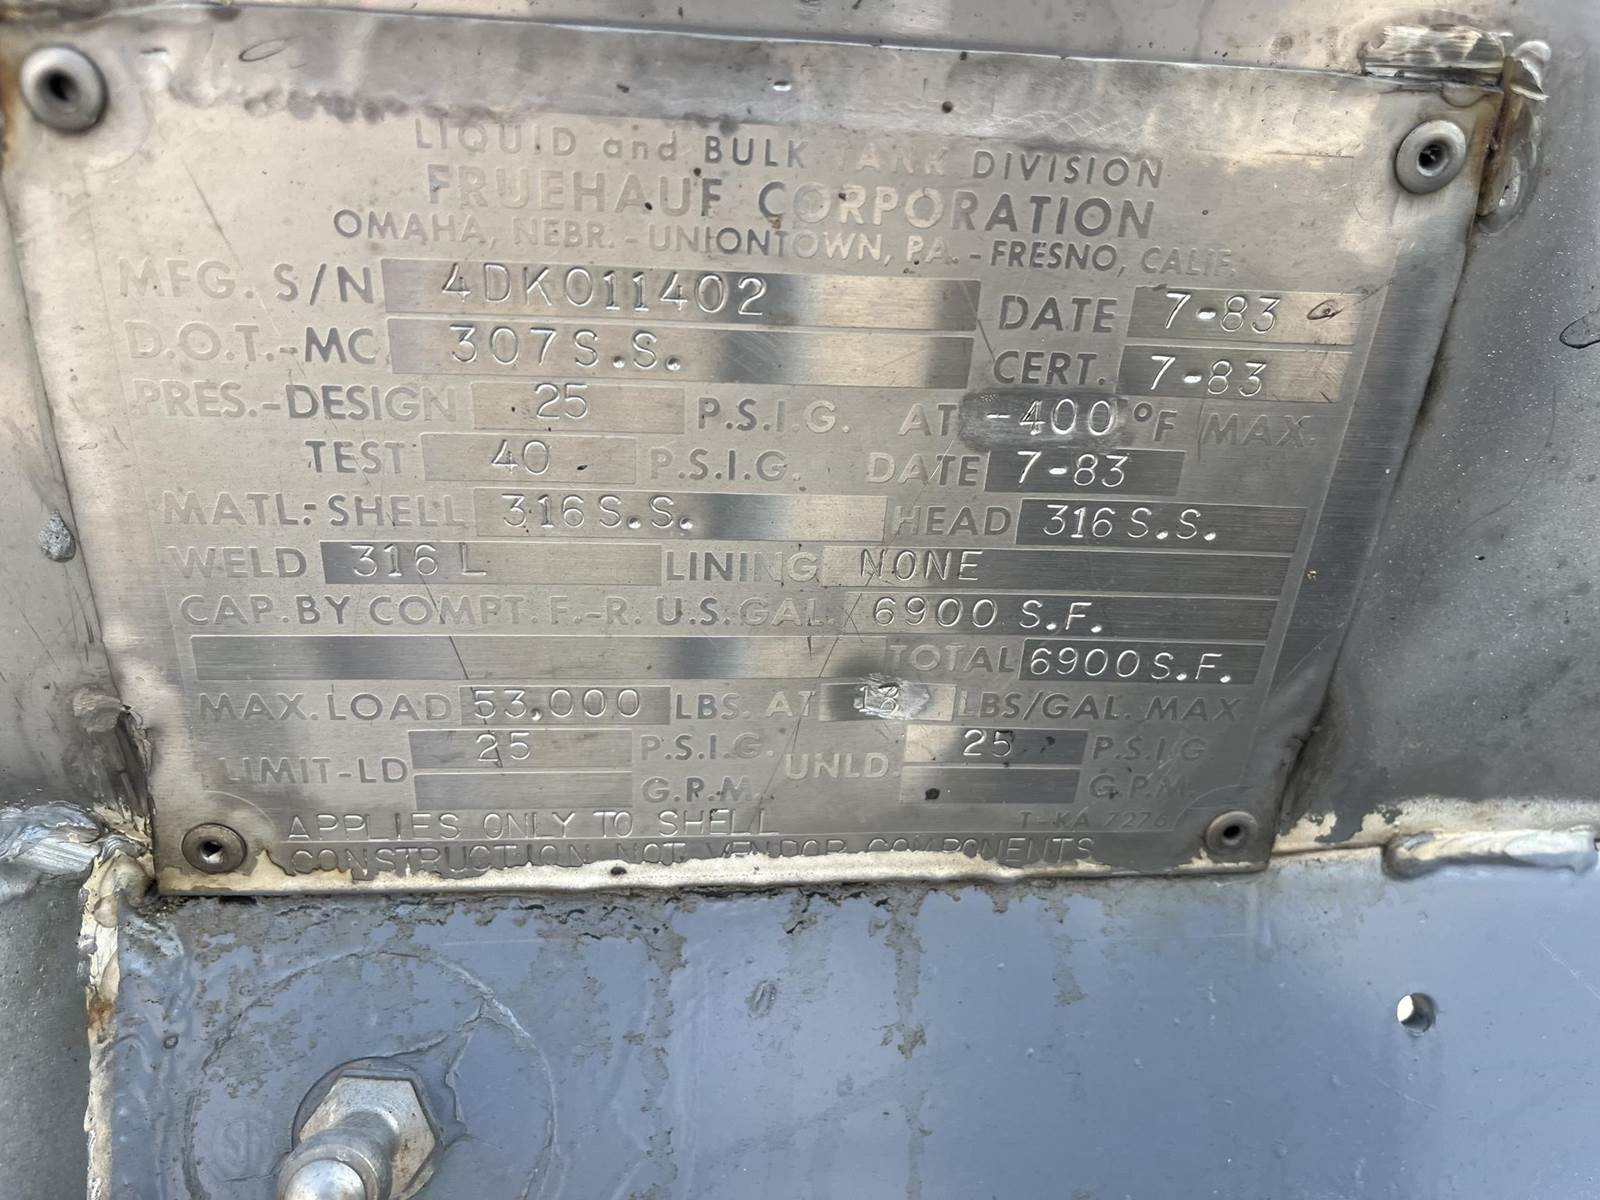 LIQUID and BULK TANK DIVISION
FRUEHAUF CORPORATION
OMAHA, NEBR. - UNIONTOWN, PA. - FRESNO, CALIF.
MFG. S/N 4DK011402 DATE 7-83
D.O.T.-MC 307 S.S. CERT. 7-83
PRES.-DESIGN 25 P.S.I.G. AT -400 °F MAX.
TEST 40 P.S.I.G. DATE 7-83
MATL:-SHELL 316 S.S. HEAD 316 S.S.
WELD 316 L LINING NONE
CAP. BY COMPT. F.-R. U.S. GAL. 6900 S.F.
TOTAL 6900 S.F.
MAX. LOAD 53,000 LBS. AT LBS/GAL. MAX
LIMIT-LD 25 P.S.I.G. UNLD. 25 P.S.I.G
G.P.M. G.P.M.
APPLIES ONLY TO SHELL T-KA 7276
CONSTRUCTION NOT VENDOR COMPONENTS